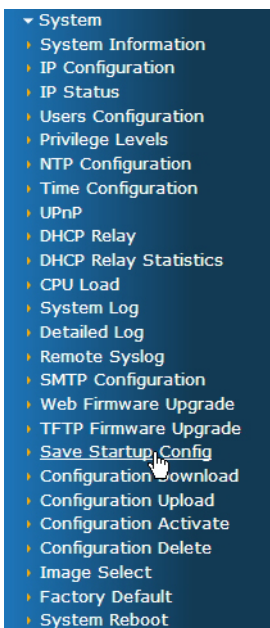 System
System Information
IP Configuration
IP Status
Users Configuration
Privilege Levels
NTP Configuration
Time Configuration
UPnP
DHCP Relay
DHCP Relay Statistics
CPU Load
System Log
Detailed Log
Remote Syslog
SMTP Configuration
Web Firmware Upgrade
TFTP Firmware Upgrade
Save Startup Config
Configuration Download
Configuration Upload
Configuration Activate
Configuration Delete
Image Select
Factory Default
System Reboot